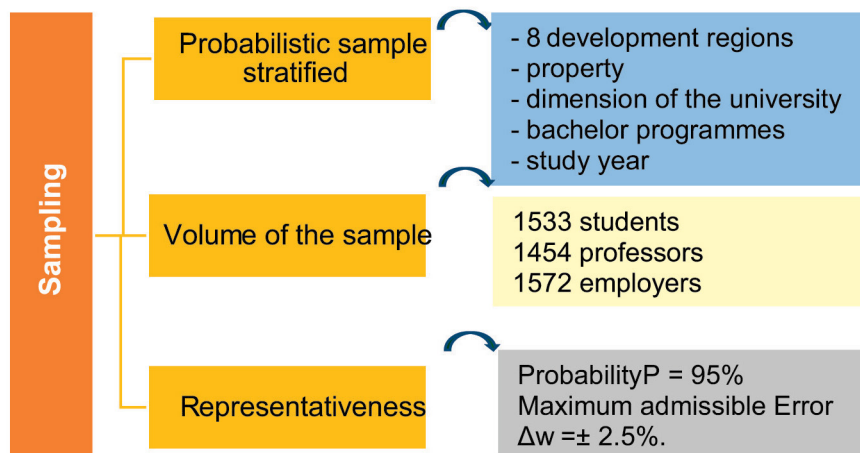 Sampling
Probabilistic sample
stratified
- 8 development regions
- property
- dimension of the university
- bachelor programmes
- study year
Volume of the sample
1533 students
1454 professors
1572 employers
Representativeness
ProbabilityP = 95%
Maximum admissible Error
Δw =± 2.5%.